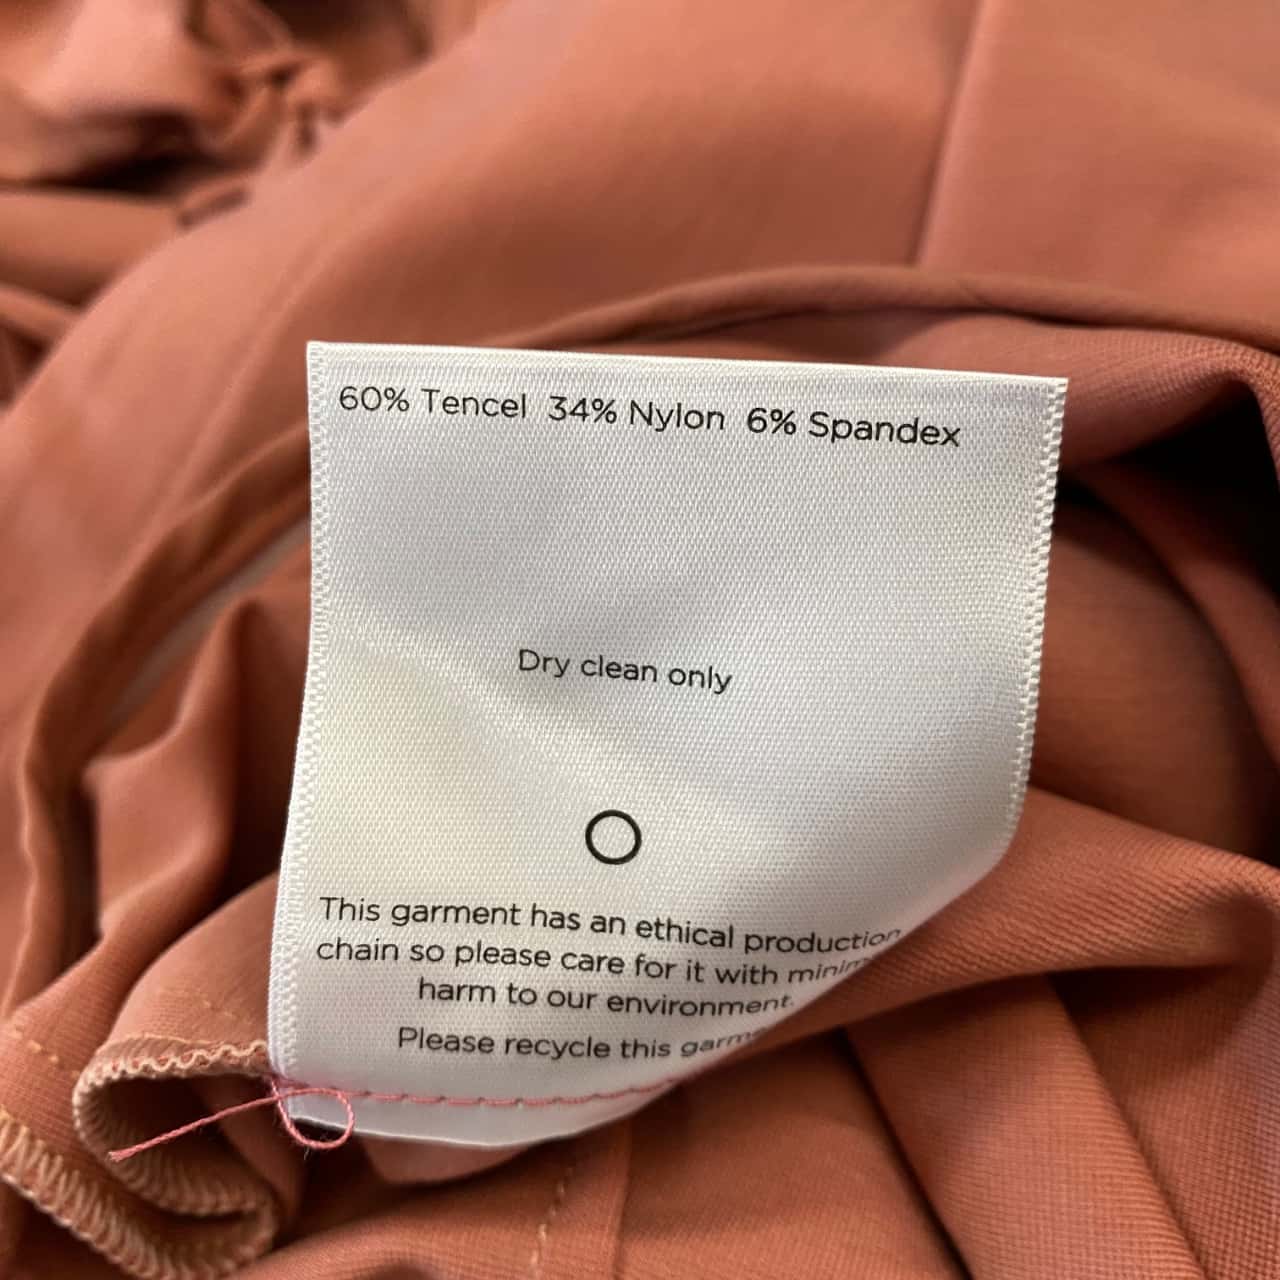 60% Tencel 34% Nylon 6% Spandex
Dry clean only
This garment has an ethical production
chain so please care for it with
harm to our environment.
Please recycle this